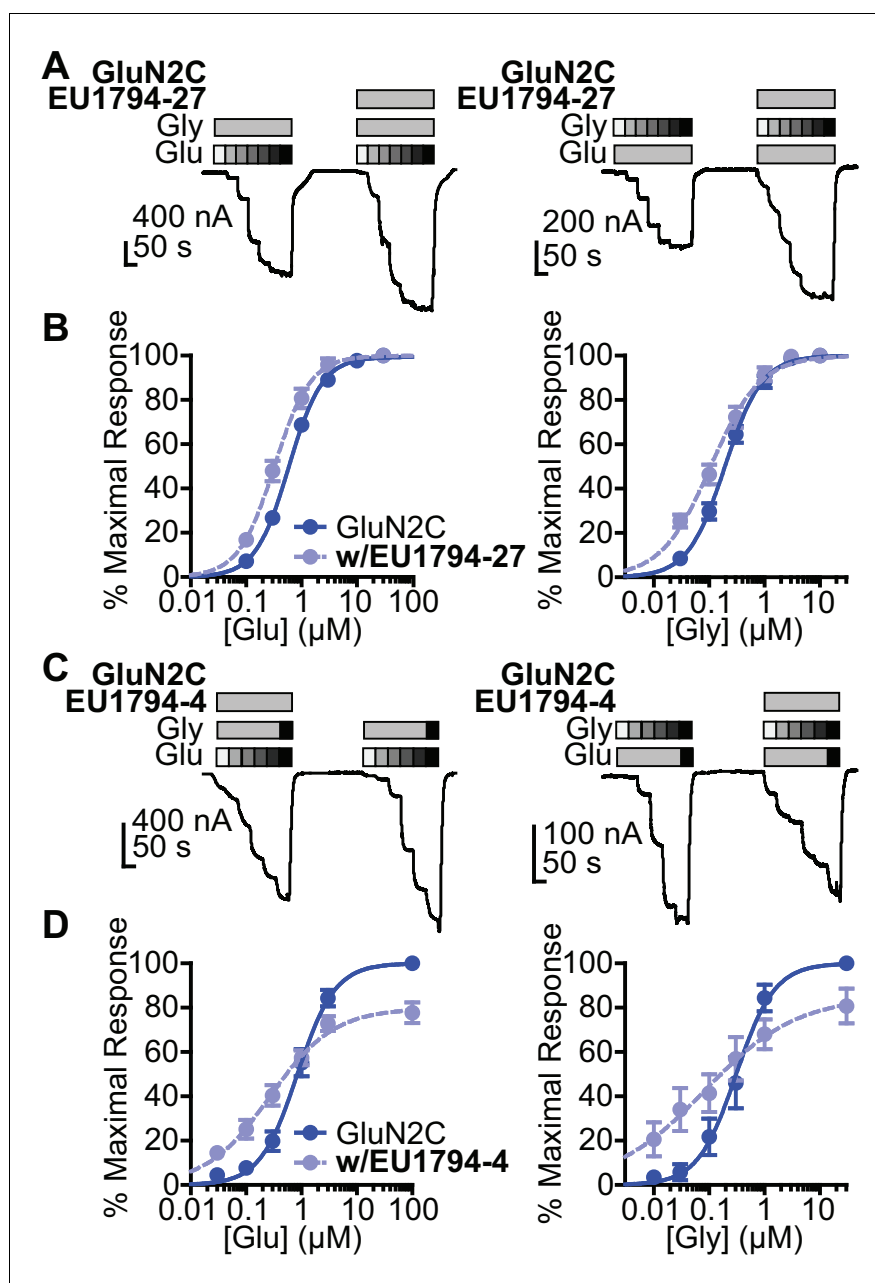 A
GluN2C
EU1794-27
Gly
Glu
400 nA
50 s
GluN2C
EU1794-27
Gly
Glu
200 nA
50 s
B
% Maximal Response
100
80
60
40
20
0
0.01 0.1 1 10 100
[Glu] (µM)
GluN2C
w/EU1794-27
% Maximal Response
100
80
60
40
20
0
0.01 0.1 1 10
[Gly] (µM)
C
GluN2C
EU1794-4
Gly
Glu
400 nA
50 s
GluN2C
EU1794-4
Gly
Glu
100 nA
50 s
D
% Maximal Response
100
80
60
40
20
0
0.01 0.1 1 10 100
[Glu] (µM)
GluN2C
w/EU1794-4
% Maximal Response
100
80
60
40
20
0
0.01 0.1 1 10
[Gly] (µM)